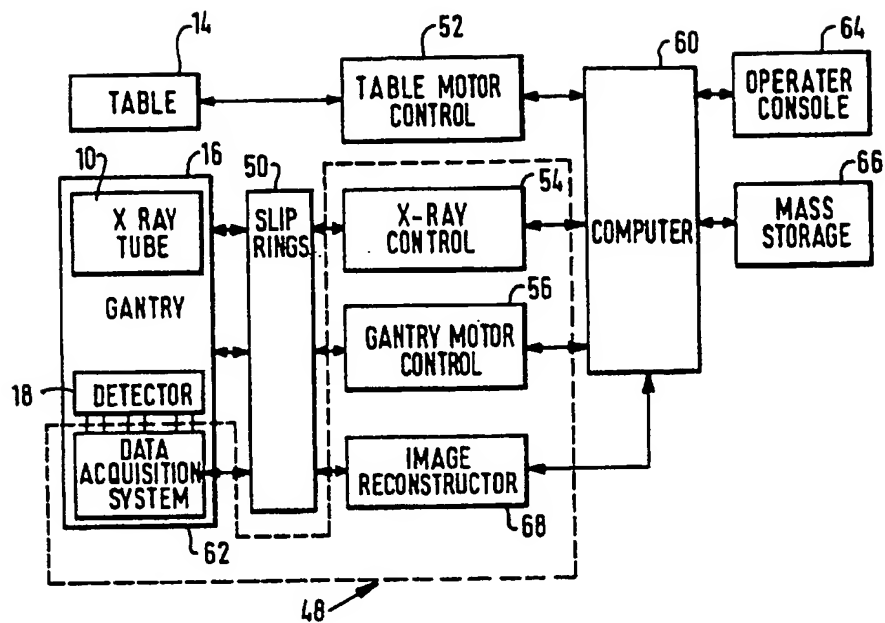 14
TABLE
52
TABLE MOTOR
CONTROL
60
COMPUTER
64
OPERATER
CONSOLE
66
MASS
STORAGE
10
16
X RAY
TUBE
GANTRY
18
DETECTOR
DATA
ACQUISITION
SYSTEM
62
50
SLIP
RINGS
54
X-RAY
CONTROL
56
GANTRY MOTOR
CONTROL
IMAGE
RECONSTRUCTOR
68
48